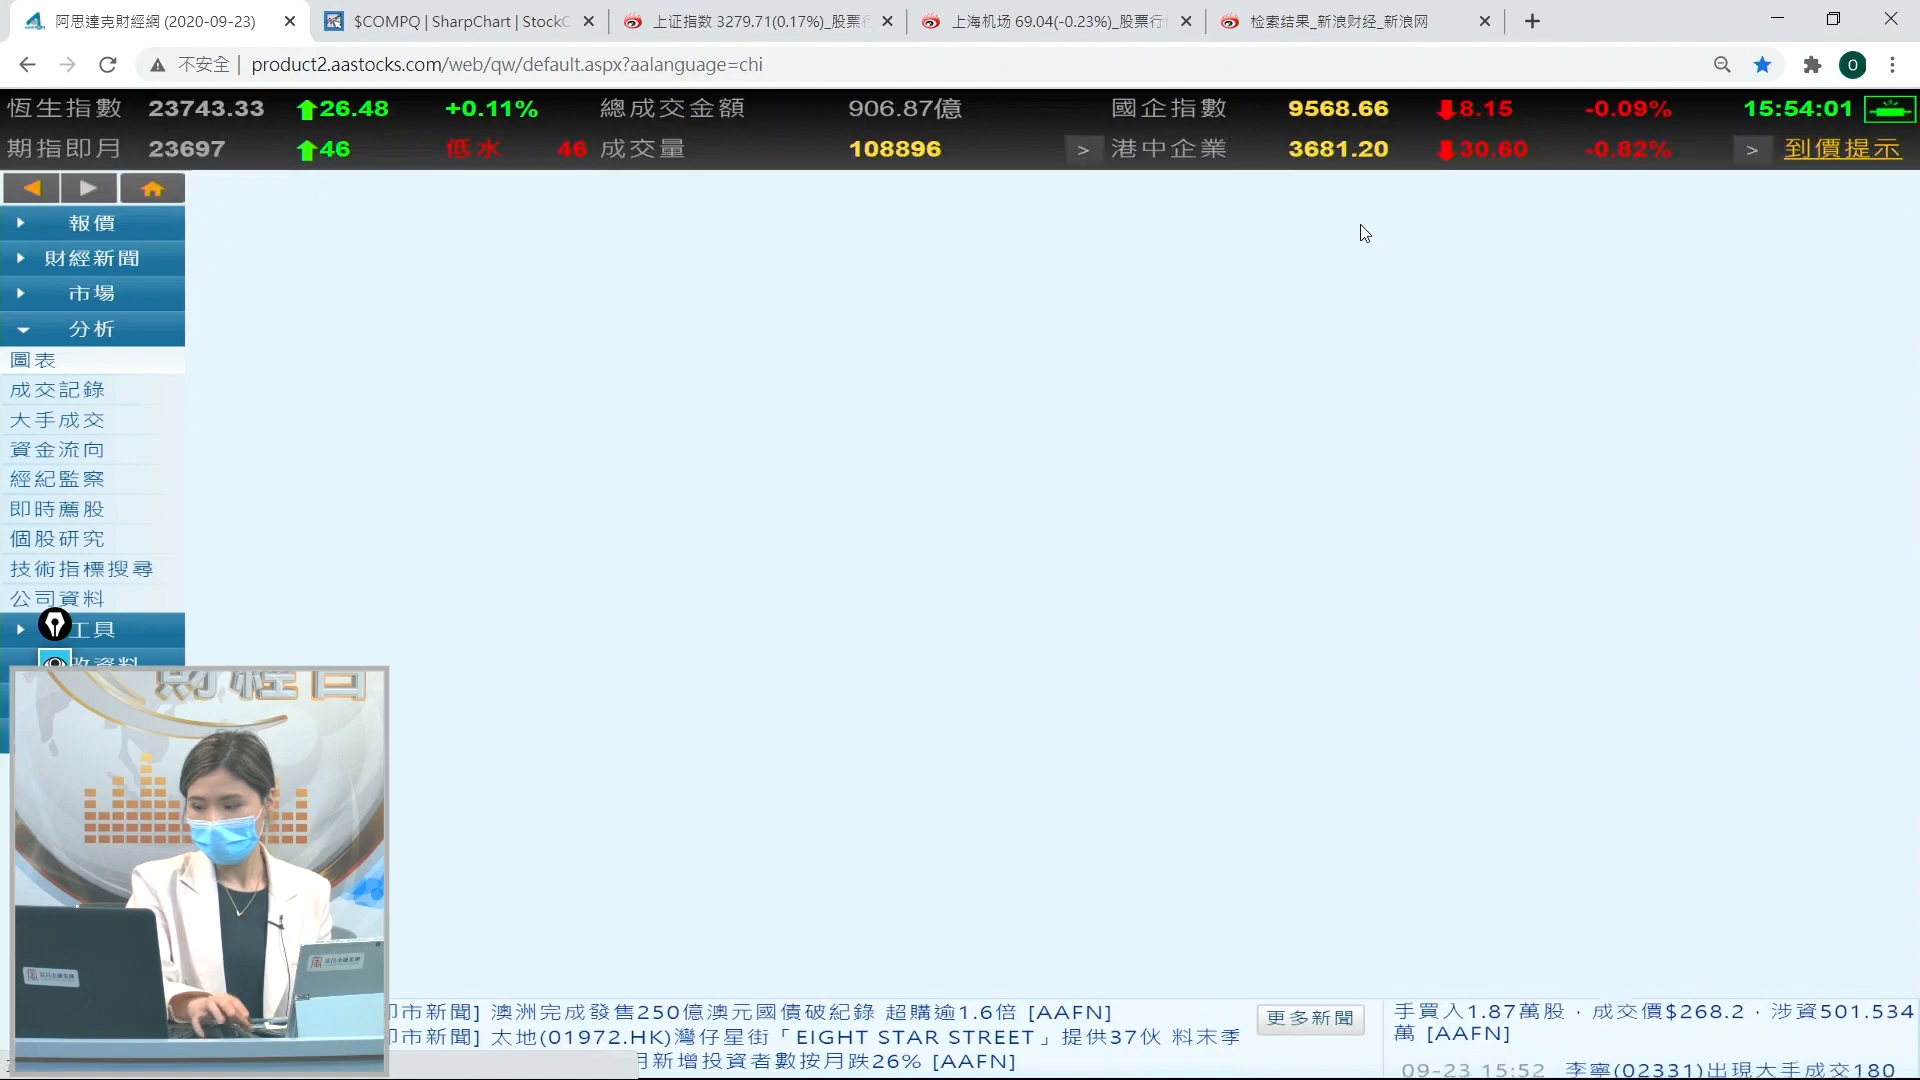 阿思達克財經網 (2020-09-23)
$COMPQ | SharpChart | StockC
上证指数 3279.71(0.17%)_股票行
上海机场 69.04(-0.23%)_股票行
检索结果_新浪财经_新浪网
不安全 | product2.aastocks.com/web/qw/default.aspx?aalanguage=chi
O
恆生指數 23743.33 26.48 +0.11% 總成交金額 906.87億 國企指數 9568.66 8.15 -0.09% 15:54:01
期指即月 23697 46 低水 46 成交量 108896 > 港中企業 3681.20 30.60 -0.82% > 到價提示
報價
財經新聞
市場
分析
圖表
成交記錄
大手成交
資金流向
經紀監察
即時薦股
個股研究
技術指標搜尋
公司資料
工具
改資料
財經台
即市新聞] 澳洲完成發售250億澳元國債破紀錄 超購逾1.6倍 [AAFN]
即市新聞] 太地(01972.HK)灣仔星街「EIGHT STAR STREET」提供37伙 料末季
月新增投資者數按月跌26% [AAFN]
更多新聞
手買入1.87萬股，成交價$268.2，涉資501.534
萬 [AAFN]
09-23 15:52 李寧(02331)出現大手成交180